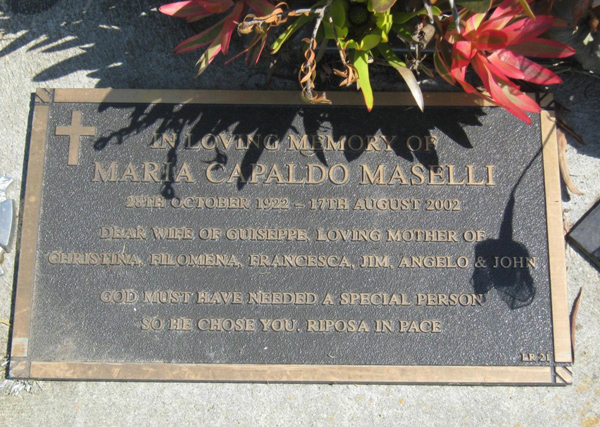 IN LOVING MEMORY OF
MARIA CAPALDO MASELLI
28TH OCTOBER 1922 – 17TH AUGUST 2002
DEAR WIFE OF GUISEPPE, LOVING MOTHER OF
CHRISTINA, FILOMENA, FRANCESCA, JIM, ANGELO & JOHN
GOD MUST HAVE NEEDED A SPECIAL PERSON
SO HE CHOSE YOU. RIPOSA IN PACE